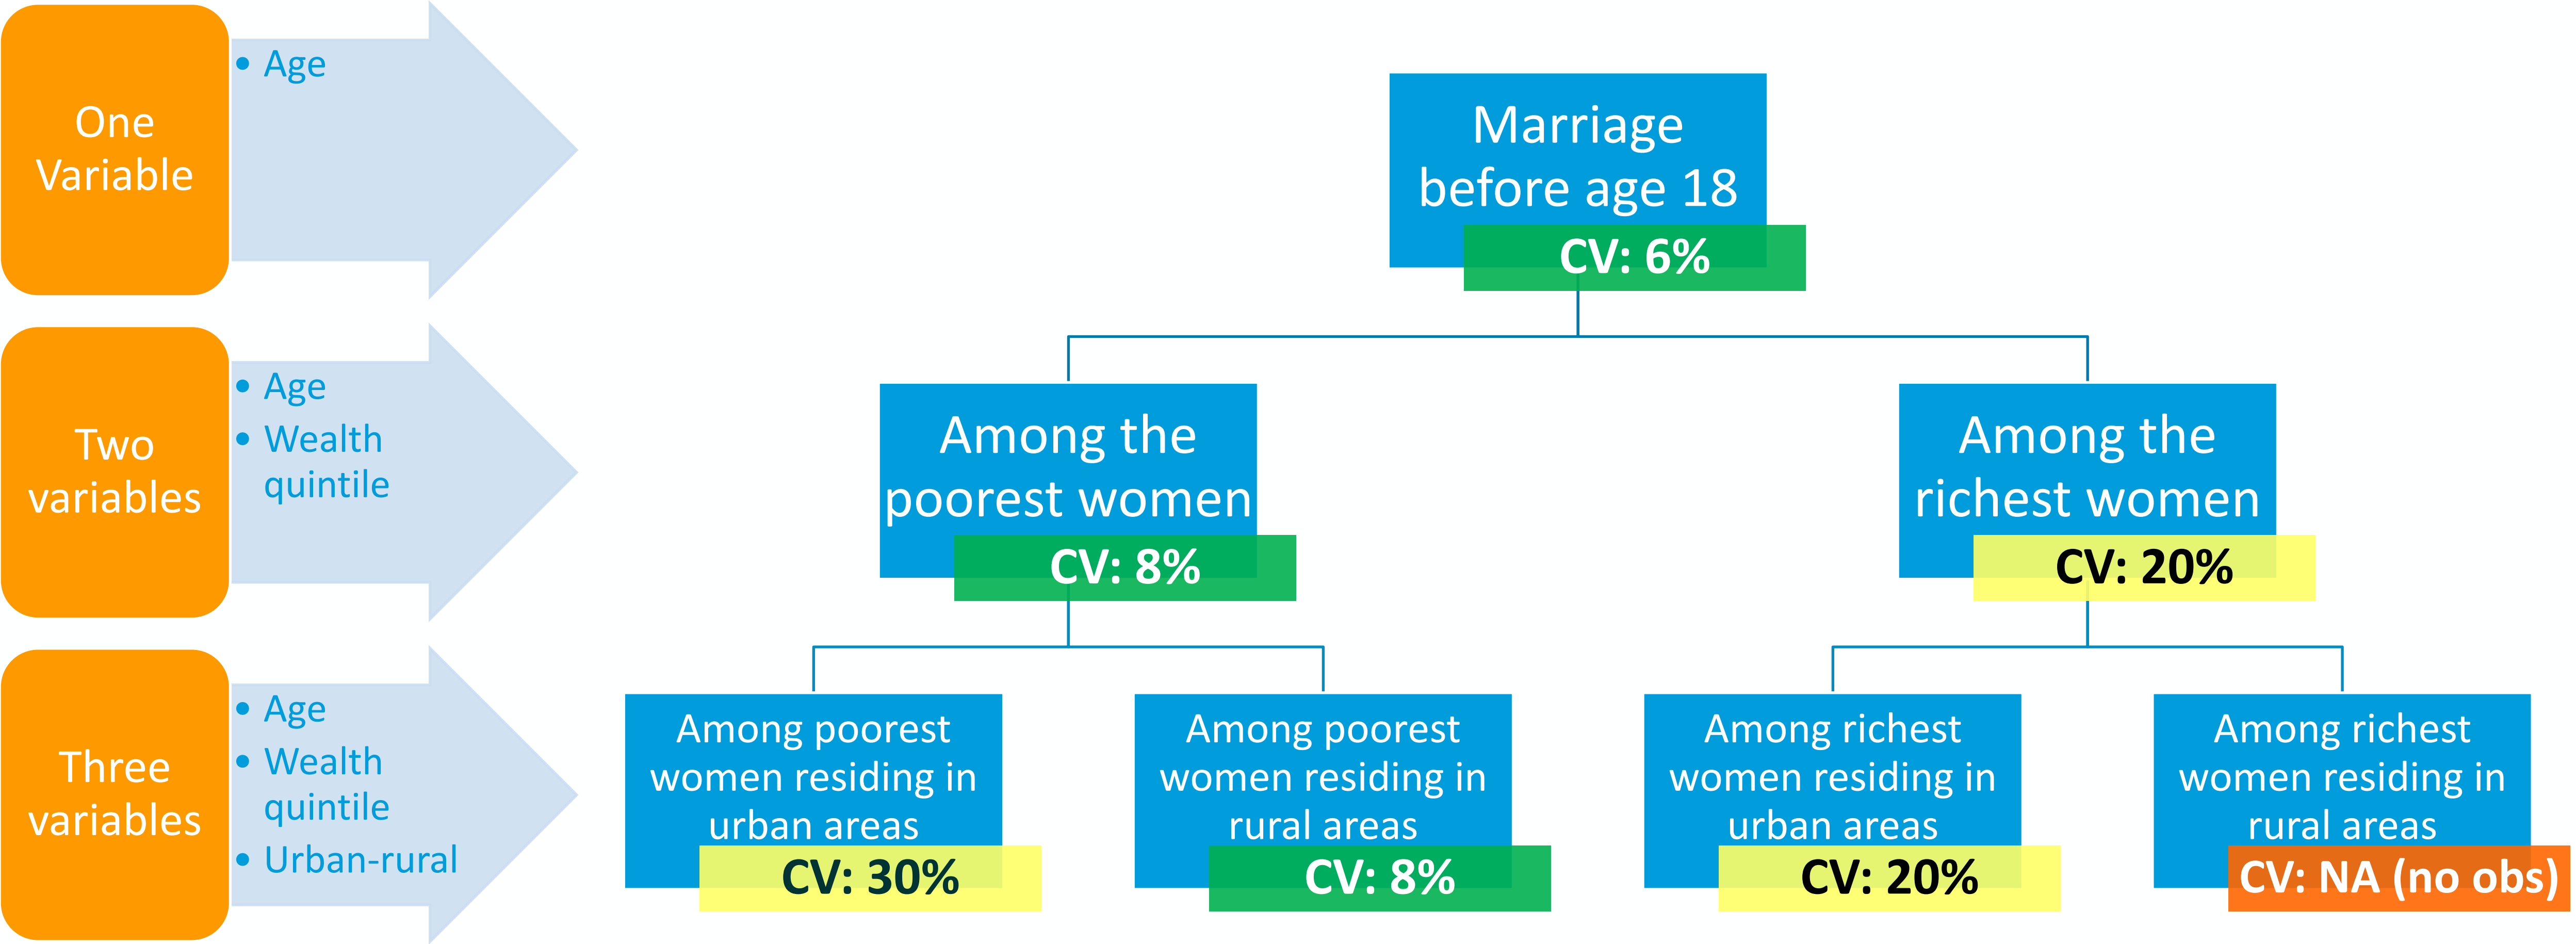 One
Variable
• Age
Marriage
before age 18
CV: 6%
Two
variables
• Age
• Wealth
quintile
Among the
poorest women
CV: 8%
Among the
richest women
CV: 20%
Three
variables
• Age
• Wealth
quintile
• Urban-rural
Among poorest
women residing in
urban areas
CV: 30%
Among poorest
women residing in
rural areas
CV: 8%
Among richest
women residing in
urban areas
CV: 20%
Among richest
women residing in
rural areas
CV: NA (no obs)